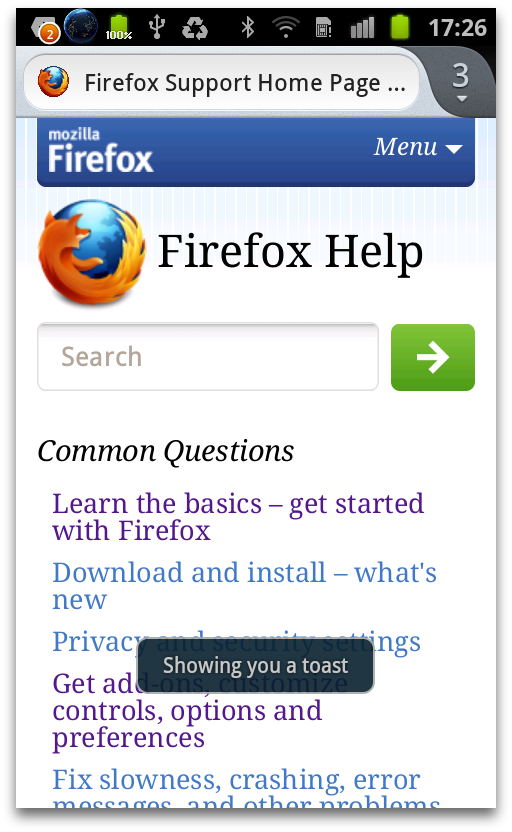 2
100%
17:26
Firefox Support Home Page ...
3
mozilla
Firefox
Menu
Firefox Help
Search
Common Questions
Learn the basics – get started
with Firefox
Download and install – what's
new
Privacy and security settings
Showing you a toast
Get add-ons, customize
controls, options and
preferences
Fix slowness, crashing, error
messages, and other problems